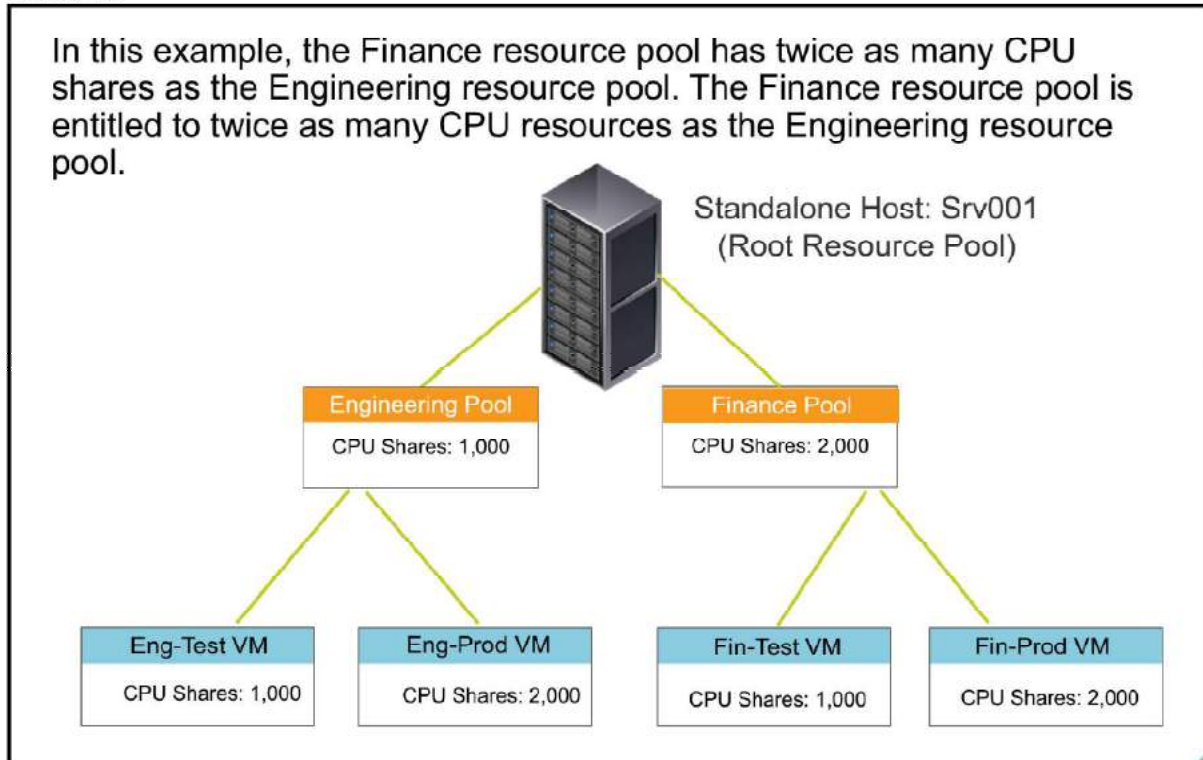 In this example, the Finance resource pool has twice as many CPU
shares as the Engineering resource pool. The Finance resource pool is
entitled to twice as many CPU resources as the Engineering resource
pool.
Standalone Host: Srv001
(Root Resource Pool)
Engineering Pool
CPU Shares: 1,000
Finance Pool
CPU Shares: 2,000
Eng-Test VM
CPU Shares: 1,000
Eng-Prod VM
CPU Shares: 2,000
Fin-Test VM
CPU Shares: 1,000
Fin-Prod VM
CPU Shares: 2,000